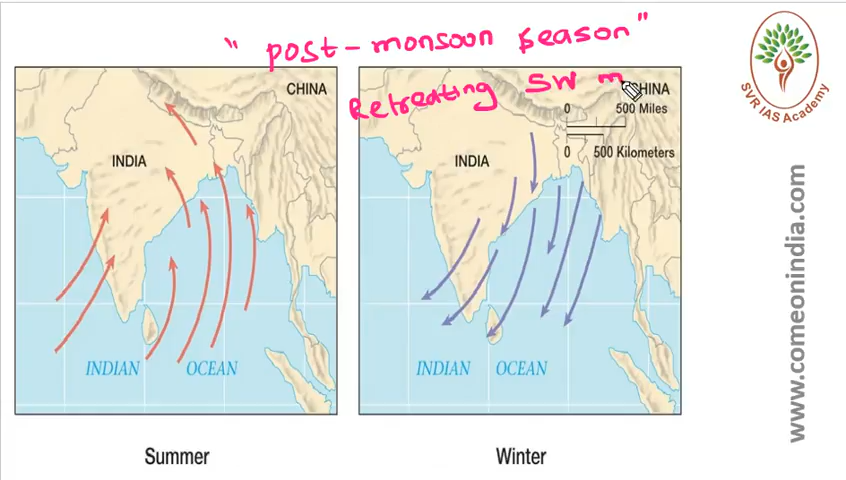 "Post-monsoon season"
Retreating SW m
CHINA
INDIA
INDIAN OCEAN
Summer
HINA
0 500 Miles
0 500 Kilometers
INDIA
INDIAN OCEAN
Winter
SVR IAS Academy
www.comeonindia.com